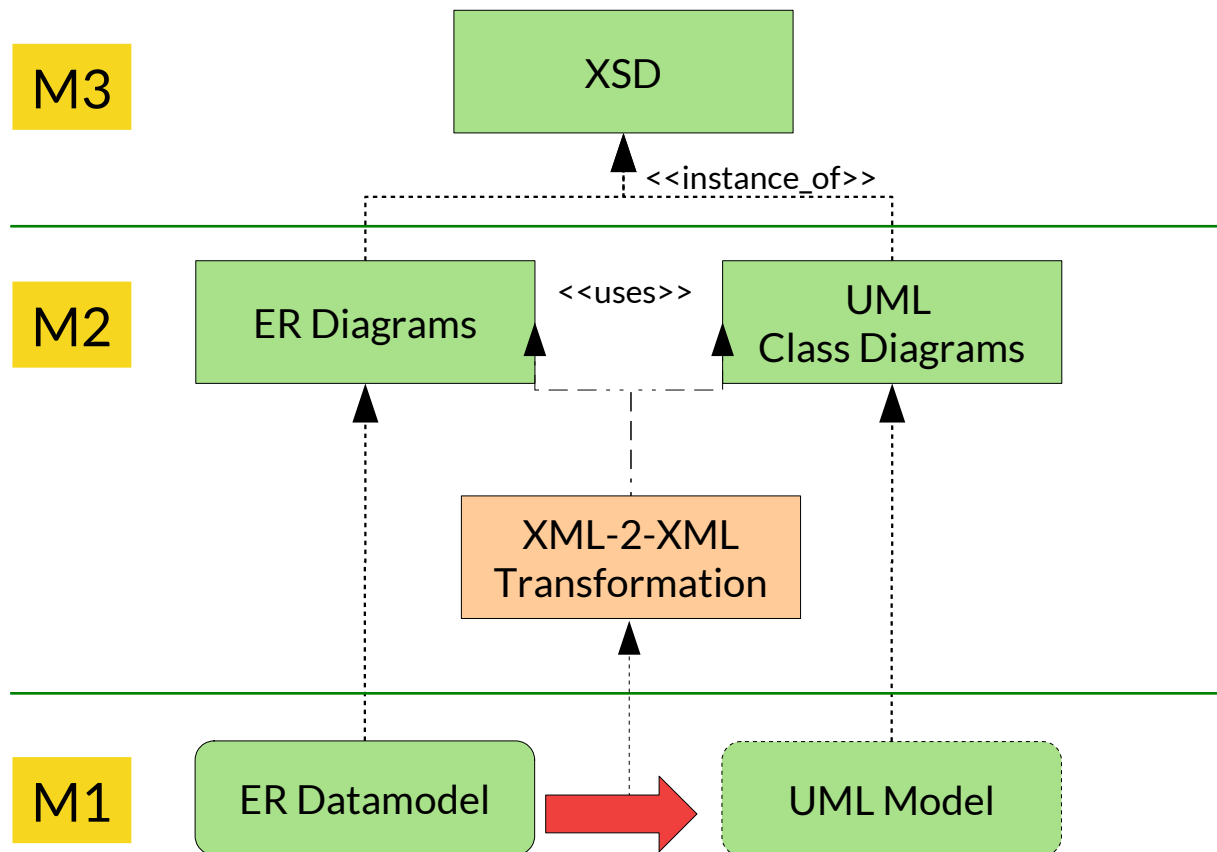 M3
XSD
<<instance_of>>
M2
ER Diagrams
<<uses>>
UML
Class Diagrams
XML-2-XML
Transformation
M1
ER Datamodel
UML Model